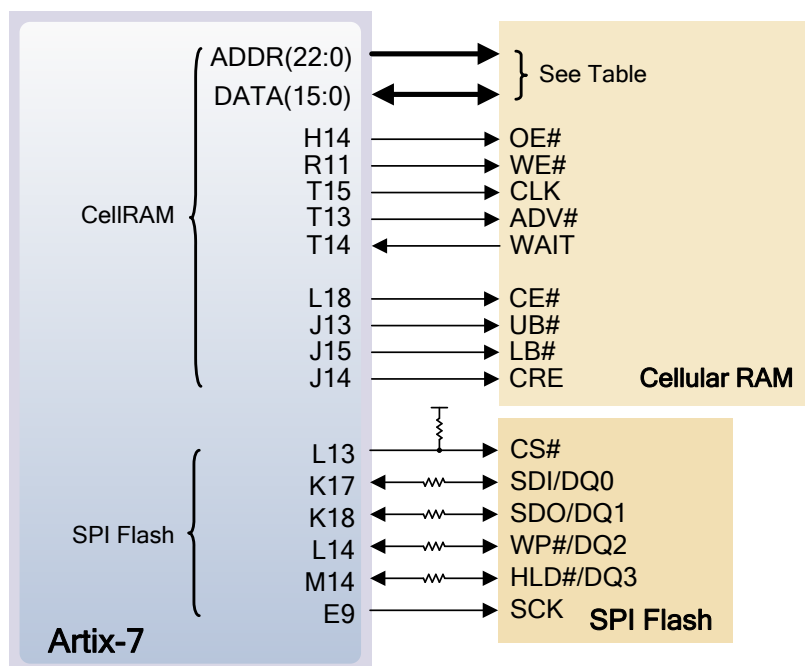 ADDR(22:0)
DATA(15:0)
See Table
H14 OE#
R11 WE#
T15 CLK
CellRAM T13 ADV#
T14 WAIT
L18 CE#
J13 UB#
J15 LB#
J14 CRE
Cellular RAM
L13 CS#
K17 SDI/DQ0
K18 SDO/DQ1
SPI Flash L14 WP#/DQ2
M14 HLD#/DQ3
E9 SCK
SPI Flash
Artix-7